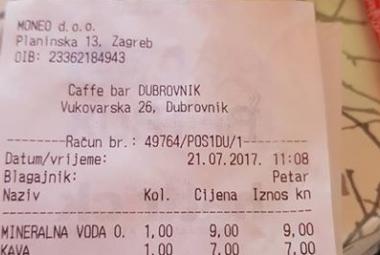 MONEO d.o.o.
Planinska 13, Zagreb
OIB: 23362184943
Caffe bar DUBROVNIK
Vukovarska 26, Dubrovnik
--------Račun br.: 49764/POS1DU/1--------
Datum/vrijeme: 21.07.2017. 11:08
Blagajnik: Petar
Naziv Kol. Cijena Iznos kn
MINERALNA VODA 0. 1,00 9,00 9,00
KAVA 1,00 7,00 7,00